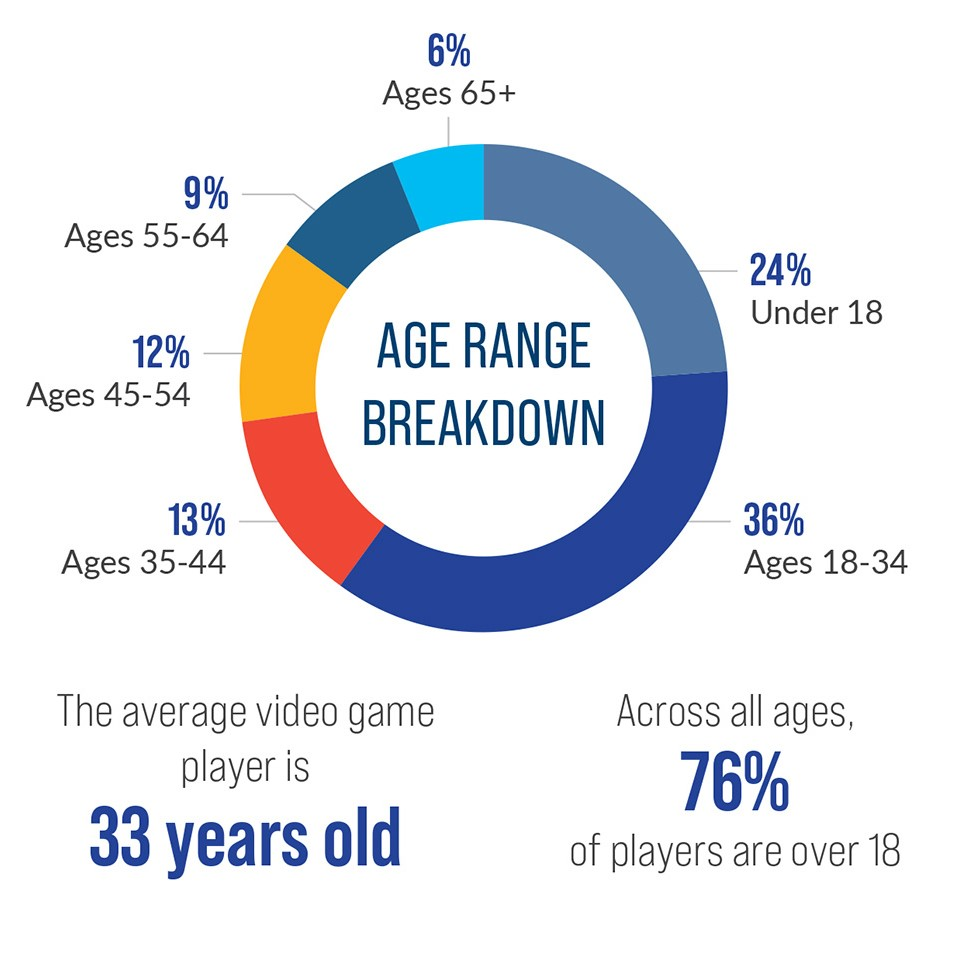 6%
Ages 65+
9%
Ages 55-64
24%
Under 18
12%
Ages 45-54
AGE RANGE
BREAKDOWN
13%
Ages 35-44
36%
Ages 18-34
The average video game
player is
33 years old
Across all ages,
76%
of players are over 18